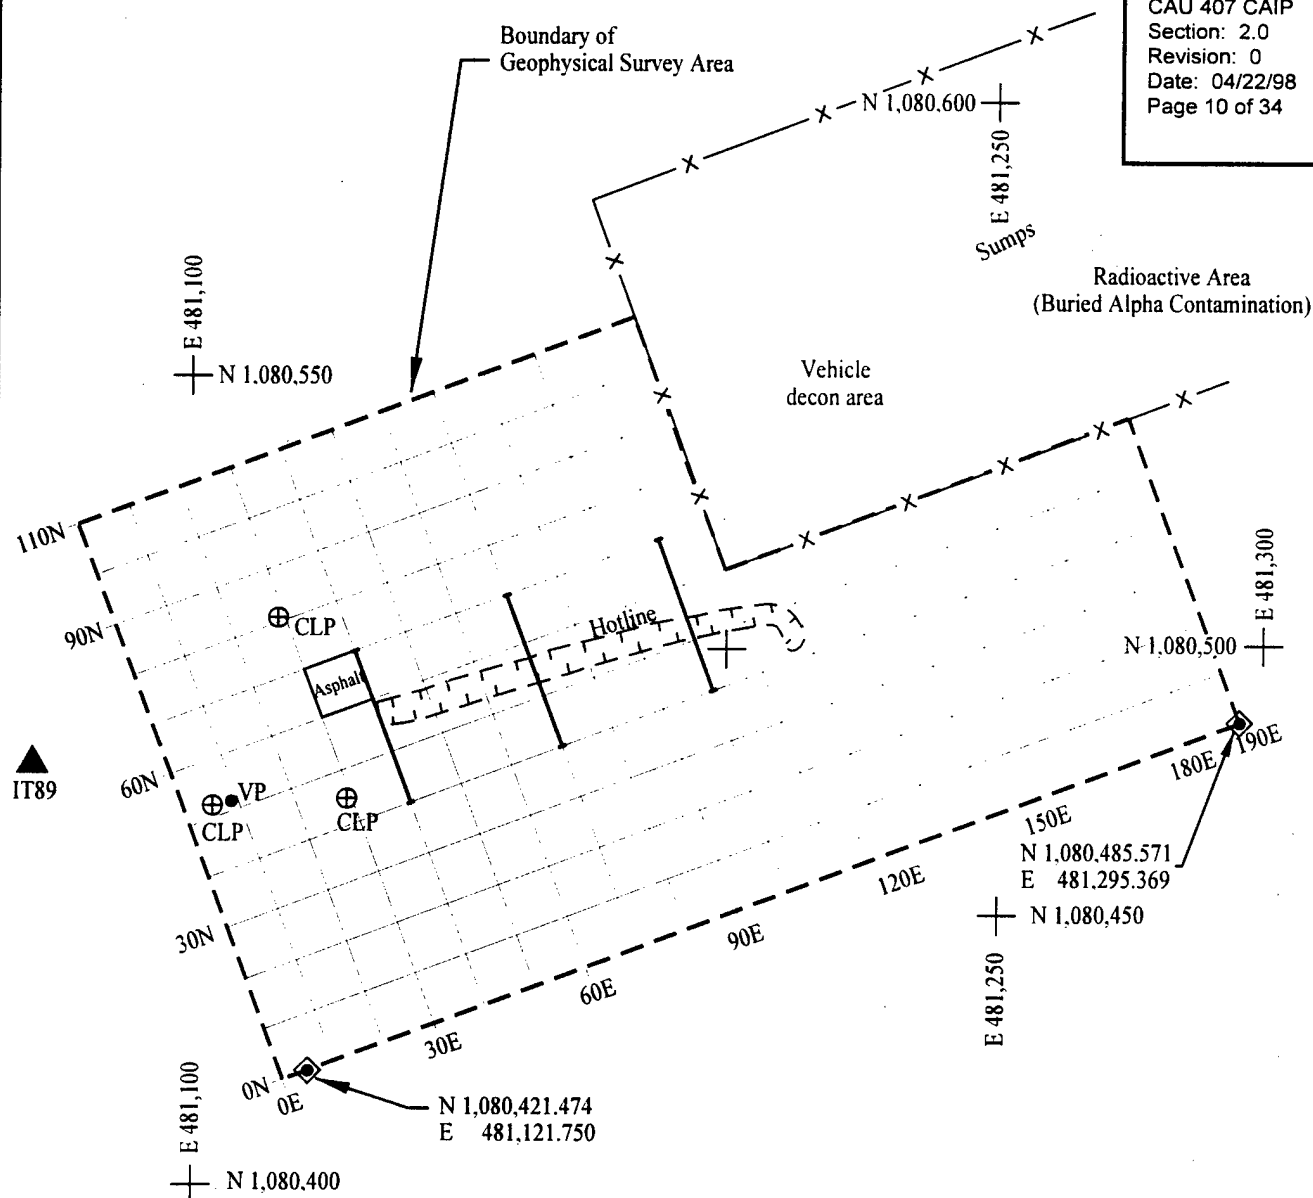 CAU 407 CAIP
Section: 2.0
Revision: 0
Date: 04/22/98
Page 10 of 34
Boundary of
Geophysical Survey Area
N 1,080,600
E 481,250
Sumps
Radioactive Area
(Buried Alpha Contamination)
E 481,100
N 1,080,550
Vehicle
decon area
110N
90N
60N
30N
0N
CLP
Asphalt
Hotline
E 481,300
N 1,080,500
IT89
VP
CLP
CLP
0E
30E
60E
90E
120E
150E
180E
190E
N 1,080,485.571
E 481,295.369
N 1,080,450
E 481,250
N 1,080,421.474
E 481,121.750
E 481,100
N 1,080,400